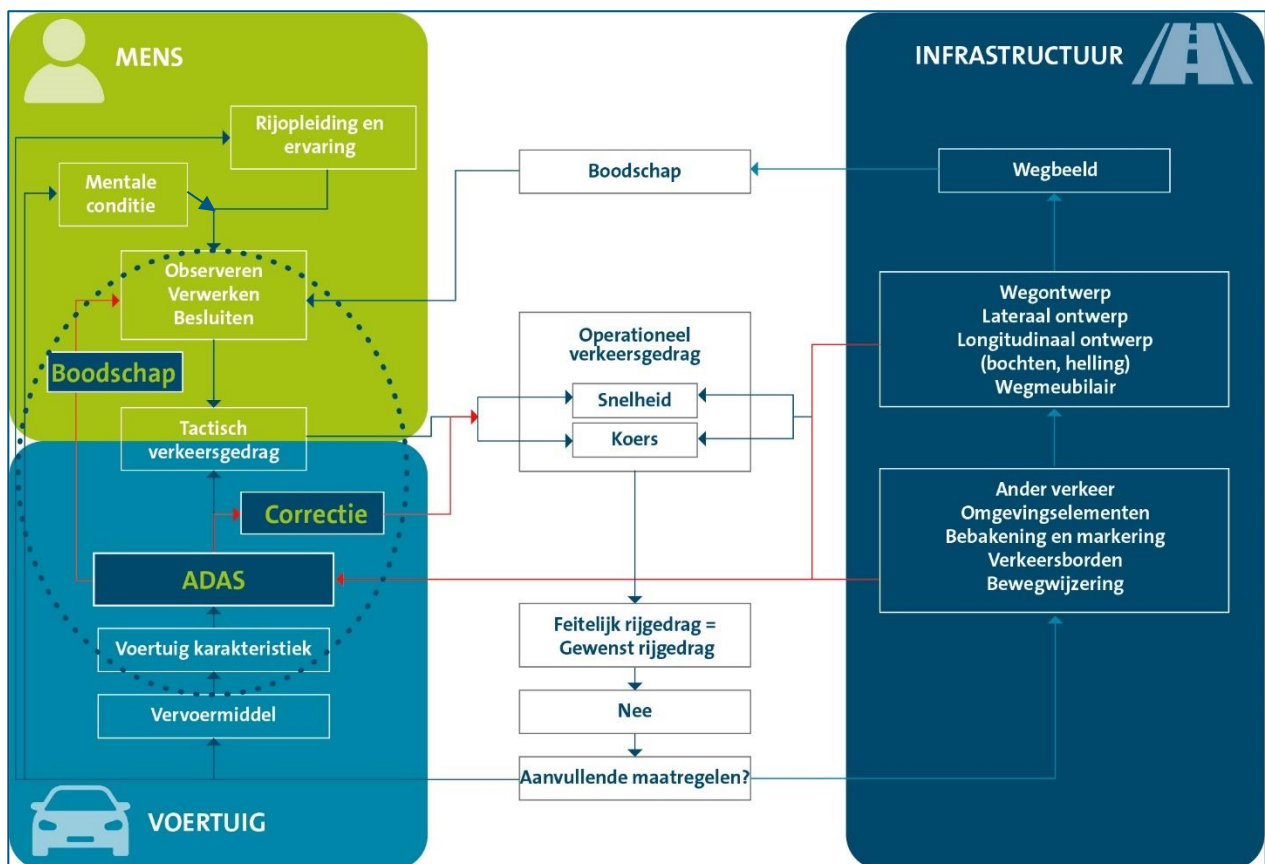 MENS
Rijopleiding en
ervaring
Mentale
conditie
Observeren
Verwerken
Besluiten
Boodschap
Tactisch
verkeersgedrag
Correctie
ADAS
Voertuig karakteristiek
Vervoermiddel
VOERTUIG
Boodschap
Operationeel
verkeersgedrag
Snelheid
Koers
Feitelijk rijgedrag =
Gewenst rijgedrag
Nee
Aanvullende maatregelen?
INFRASTRUCTUUR
Wegbeeld
Wegontwerp
Lateraal ontwerp
Longitudinaal ontwerp
(bochten, helling)
Wegmeubilair
Ander verkeer
Omgevingselementen
Bebakening en markering
Verkeersborden
Bewegwijzering